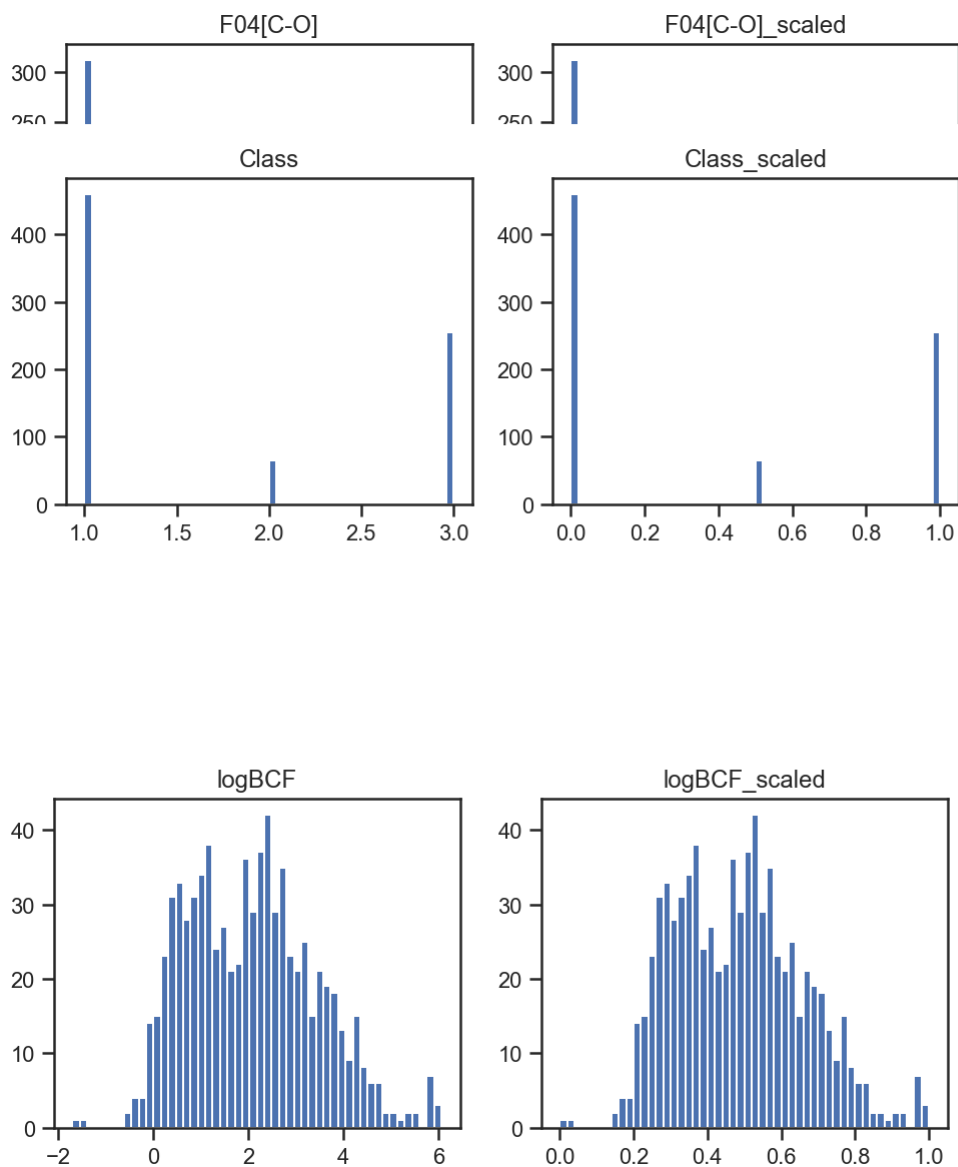 F04[C-O] F04[C-O]_scaled
300 300
250 250
Class Class_scaled
400 400
300 300
200 200
100 100
0 0
1.0 1.5 2.0 2.5 3.0 0.0 0.2 0.4 0.6 0.8 1.0
logBCF logBCF_scaled
40 40
30 30
20 20
10 10
0 0
−2 0 2 4 6 0.0 0.2 0.4 0.6 0.8 1.0